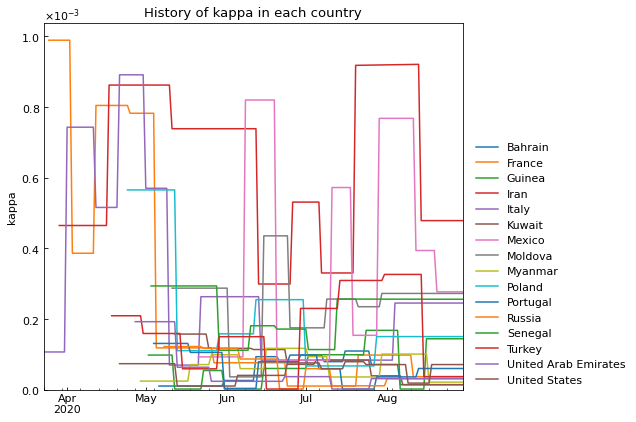 History of kappa in each country
×10⁻³
1.0
0.8
0.6
0.4
0.2
0.0
kappa
Apr
2020
May
Jun
Jul
Aug
Bahrain
France
Guinea
Iran
Italy
Kuwait
Mexico
Moldova
Myanmar
Poland
Portugal
Russia
Senegal
Turkey
United Arab Emirates
United States